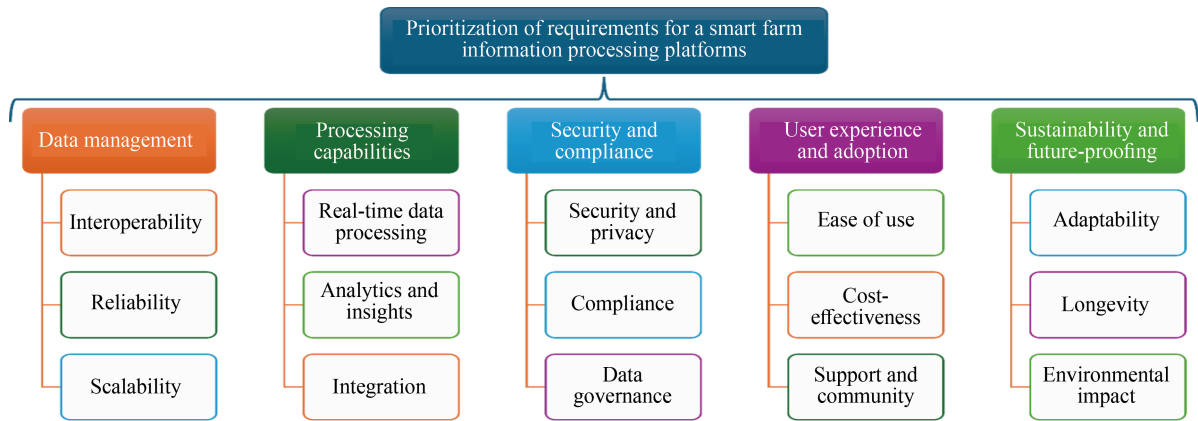 Prioritization of requirements for a smart farm
information processing platforms
Data management
Interoperability
Reliability
Scalability
Processing
capabilities
Real-time data
processing
Analytics and
insights
Integration
Security and
compliance
Security and
privacy
Compliance
Data
governance
User experience
and adoption
Ease of use
Cost-
effectiveness
Support and
community
Sustainability and
future-proofing
Adaptability
Longevity
Environmental
impact